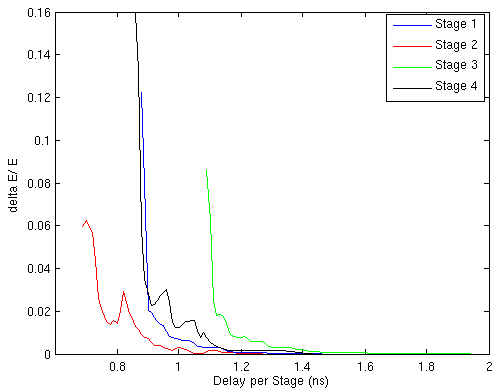 0.16
0.14
0.12
0.1
0.08
0.06
0.04
0.02
0
delta E/ E
0.8 1 1.2 1.4 1.6 1.8 2
Delay per Stage (ns)
Stage 1
Stage 2
Stage 3
Stage 4